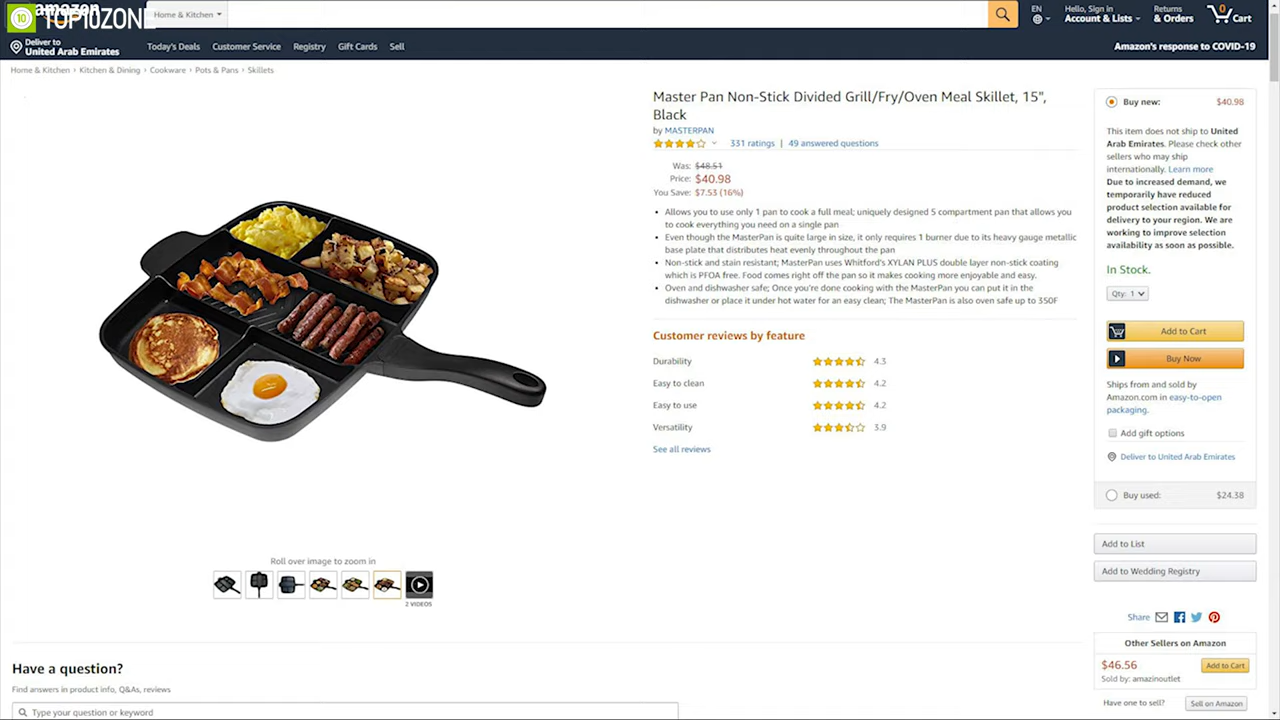 amazon
10 TOP10ZONE
Home & Kitchen
EN
Hello, Sign in
Account & Lists
Returns
& Orders
Cart
Deliver to
United Arab Emirates
Today's Deals Customer Service Registry Gift Cards Sell
Amazon's response to COVID-19
Home & Kitchen › Kitchen & Dining › Cookware › Pots & Pans › Skillets
Master Pan Non-Stick Divided Grill/Fry/Oven Meal Skillet, 15",
Black
by MASTERPAN
331 ratings | 49 answered questions
Was: $48.51
Price: $40.98
You Save: $7.53 (16%)
• Allows you to use only 1 pan to cook a full meal; uniquely designed 5 compartment pan that allows you
to cook everything you need on a single pan
• Even though the MasterPan is quite large in size, it only requires 1 burner due to its heavy gauge metallic
base plate that distributes heat evenly throughout the pan
• Non-stick and stain resistant; MasterPan uses Whitford's XYLAN PLUS double layer non-stick coating
which is PFOA free. Food comes right off the pan so it makes cooking more enjoyable and easy.
• Oven and dishwasher safe; Once you're done cooking with the MasterPan you can put it in the
dishwasher or place it under hot water for an easy clean; The MasterPan is also oven safe up to 350F
Customer reviews by feature
Durability 4.3
Easy to clean 4.2
Easy to use 4.2
Versatility 3.9
See all reviews
Roll over image to zoom in
2 VIDEOS
Buy new: $40.98
This item does not ship to United
Arab Emirates. Please check other
sellers who may ship
internationally. Learn more
Due to increased demand, we
temporarily have reduced
product selection available for
delivery to your region. We are
working to improve selection
availability as soon as possible.
In Stock.
Qty: 1
Add to Cart
Buy Now
Ships from and sold by
Amazon.com in easy-to-open
packaging.
Add gift options
Deliver to United Arab Emirates
Buy used: $24.38
Add to List
Add to Wedding Registry
Share
Other Sellers on Amazon
$46.56 Add to Cart
Sold by: amazinoutlet
Have one to sell? Sell on Amazon
Have a question?
Find answers in product info, Q&As, reviews
Type your question or keyword